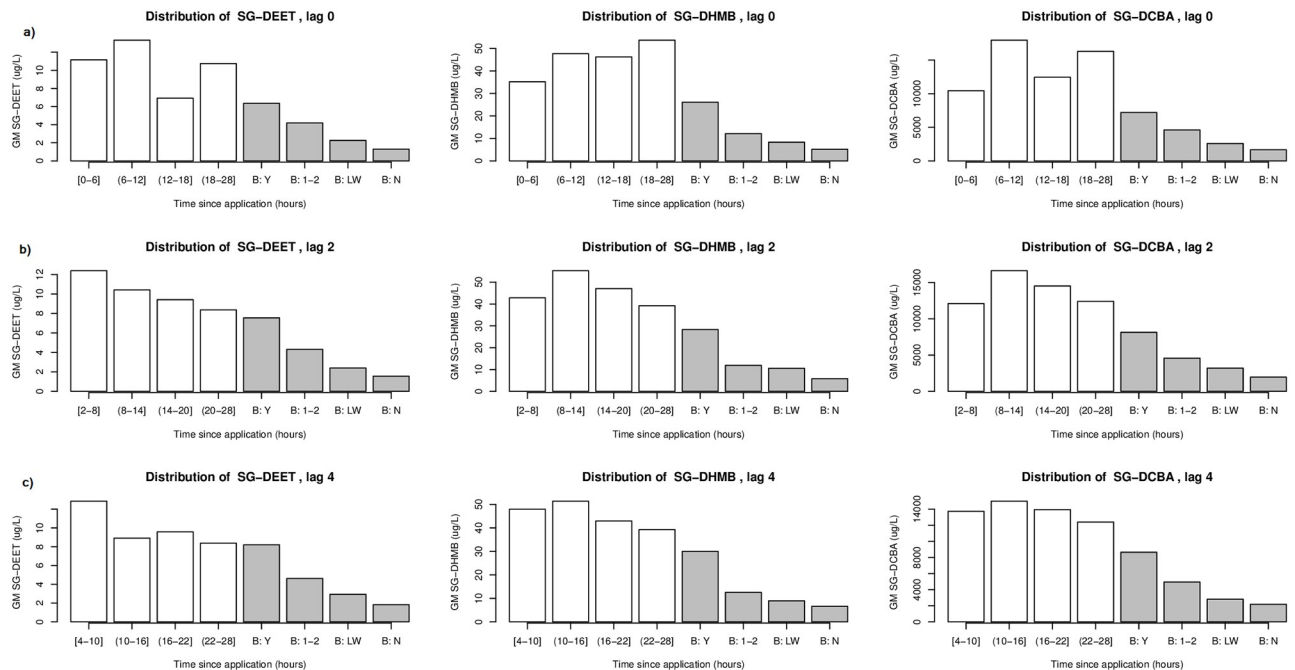 a)
Distribution of SG−DEET , lag 0
GM SG−DEET (ug/L)
0 2 4 6 8 10
[0−6] (6−12] (12−18] (18−28] B: Y B: 1−2 B: LW B: N
Time since application (hours)
Distribution of SG−DHMB , lag 0
GM SG−DHMB (ug/L)
0 10 20 30 40 50
[0−6] (6−12] (12−18] (18−28] B: Y B: 1−2 B: LW B: N
Time since application (hours)
Distribution of SG−DCBA , lag 0
GM SG−DCBA (ug/L)
0 5000 10000
[0−6] (6−12] (12−18] (18−28] B: Y B: 1−2 B: LW B: N
Time since application (hours)
b)
Distribution of SG−DEET , lag 2
GM SG−DEET (ug/L)
0 2 4 6 8 10 12
[2−8] (8−14] (14−20] (20−28] B: Y B: 1−2 B: LW B: N
Time since application (hours)
Distribution of SG−DHMB , lag 2
GM SG−DHMB (ug/L)
0 10 20 30 40 50
[2−8] (8−14] (14−20] (20−28] B: Y B: 1−2 B: LW B: N
Time since application (hours)
Distribution of SG−DCBA , lag 2
GM SG−DCBA (ug/L)
0 5000 10000 15000
[2−8] (8−14] (14−20] (20−28] B: Y B: 1−2 B: LW B: N
Time since application (hours)
c)
Distribution of SG−DEET , lag 4
GM SG−DEET (ug/L)
0 2 4 6 8 10
[4−10] (10−16] (16−22] (22−28] B: Y B: 1−2 B: LW B: N
Time since application (hours)
Distribution of SG−DHMB , lag 4
GM SG−DHMB (ug/L)
0 10 20 30 40 50
[4−10] (10−16] (16−22] (22−28] B: Y B: 1−2 B: LW B: N
Time since application (hours)
Distribution of SG−DCBA , lag 4
GM SG−DCBA (ug/L)
0 4000 8000 14000
[4−10] (10−16] (16−22] (22−28] B: Y B: 1−2 B: LW B: N
Time since application (hours)